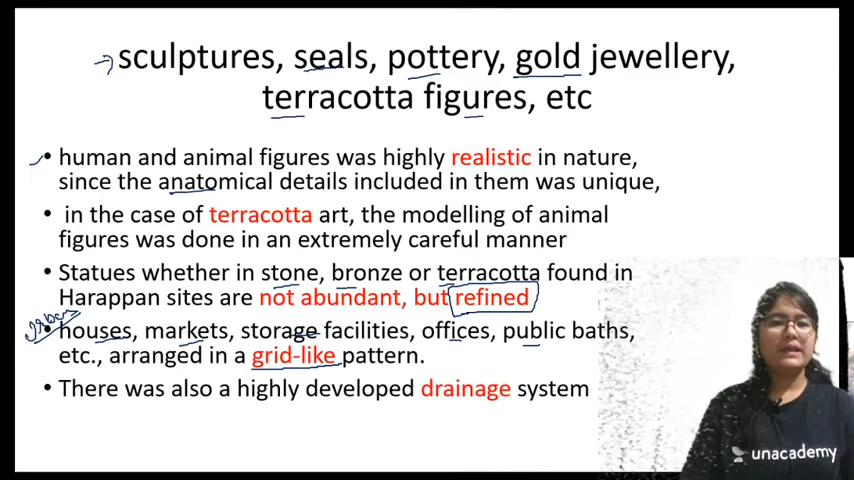 sculptures, seals, pottery, gold jewellery,
terracotta figures, etc
• human and animal figures was highly realistic in nature,
since the anatomical details included in them was unique,
• in the case of terracotta art, the modelling of animal
figures was done in an extremely careful manner
• Statues whether in stone, bronze or terracotta found in
Harappan sites are not abundant, but refined
• houses, markets, storage facilities, offices, public baths,
etc., arranged in a grid-like pattern.
• There was also a highly developed drainage system
unacademy